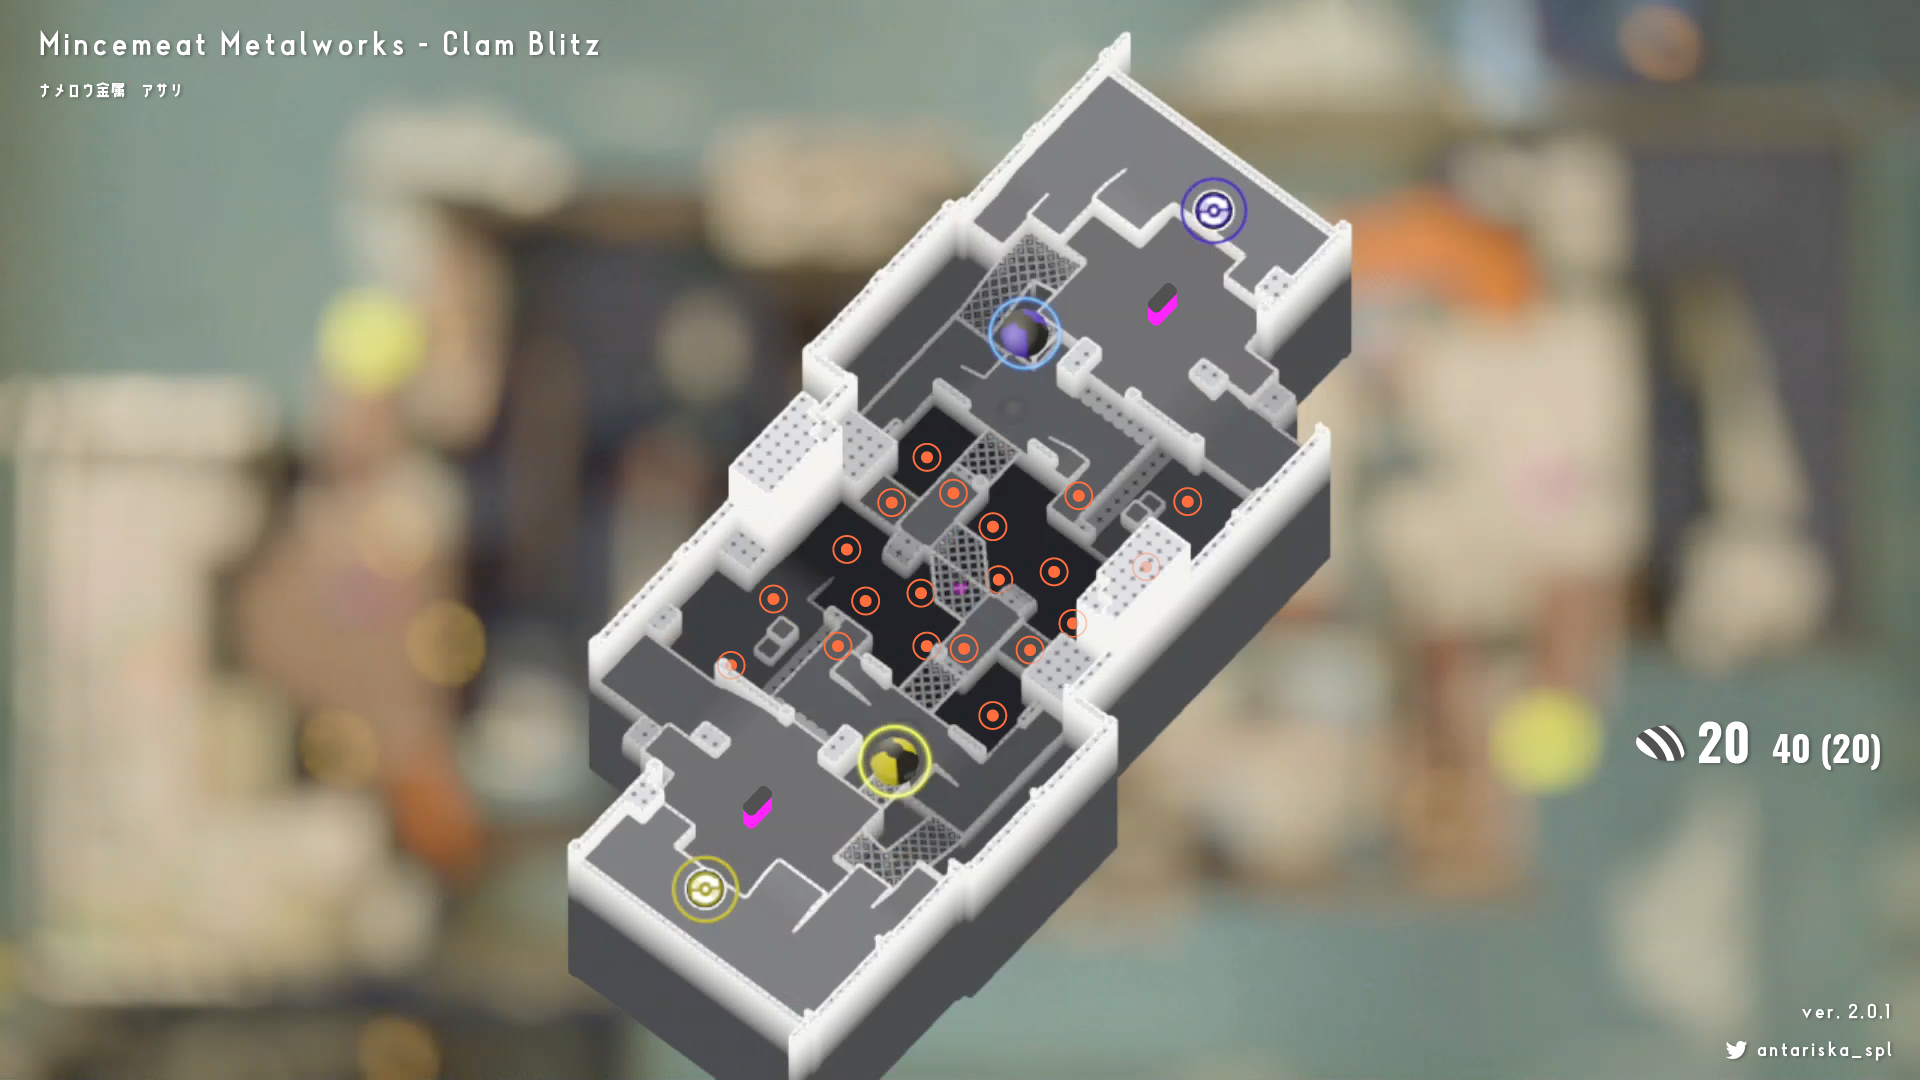 Mincemeat Metalworks - Clam Blitz
ナメロウ金属 アサリ
20 40 (20)
ver. 2.0.1
antariska_spl